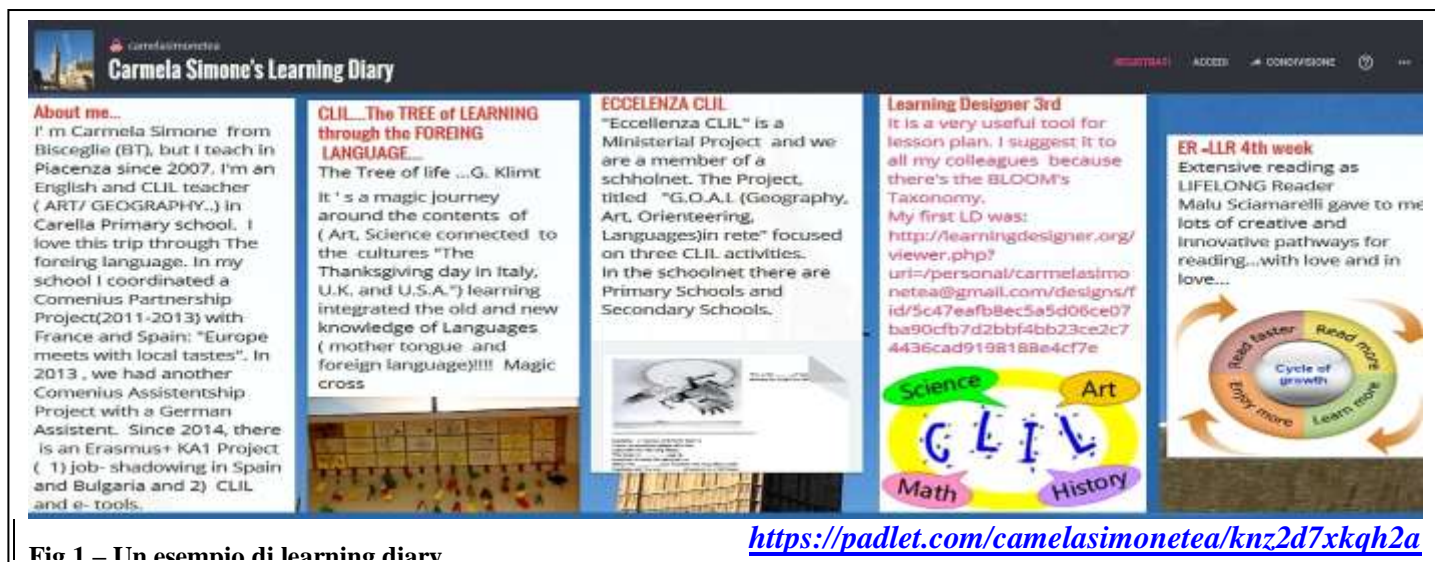 camelasimonetea
Carmela Simone's Learning Diary
REGISTRATI ACCEDI CONDIVISIONE
About me...
I' m Carmela Simone from
Bisceglie (BT), but I teach in
Piacenza since 2007. I'm an
English and CLIL teacher
( ART/ GEOGRAPHY..) in
Carella Primary school. I
love this trip through The
foreing language. In my
school I coordinated a
Comenius Partnership
Project(2011-2013) with
France and Spain: "Europe
meets with local tastes". In
2013 , we had another
Comenius Assistentship
Project with a German
Assistent. Since 2014, there
is an Erasmus+ KA1 Project
( 1) job- shadowing in Spain
and Bulgaria and 2) CLIL
and e- tools.
CLIL....The TREE of LEARNING
through the FOREING
LANGUAGE....
The Tree of life ...G. Klimt
It ' s a magic journey
around the contents of
( Art, Science connected to
the cultures "The
Thanksgiving day in Italy,
U.K. and U.S.A.") learning
integrated the old and new
knowledge of Languages
( mother tongue and
foreign language)!!!! Magic
cross
ECCELENZA CLIL
"Eccellenza CLIL" is a
Ministerial Project and we
are a member of a
schholnet. The Project,
titled "G.O.A.L (Geography,
Art, Orienteering,
Languages)in rete" focused
on three CLIL activities.
In the schoolnet there are
Primary Schools and
Secondary Schools.
Learning Designer 3rd
It is a very useful tool for
lesson plan. I suggest it to
all my colleagues because
there's the BLOOM's
Taxonomy.
My first LD was:
http://learningdesigner.org/
viewer.php?
uri=/personal/carmelasimo
netea@gmail.com/designs/f
id/5c47eafb8ec5a5d06ce07
ba90cfb7d2bbf4bb23ce2c7
4436cad9198188e4cf7e
Science
Art
CLIL
Math
History
ER -LLR 4th week
Extensive reading as
LIFELONG Reader
Malu Sciamarelli gave to me
lots of creative and
innovative pathways for
reading...with love and in
love...
Read faster
Read more
Cycle of
growth
Enjoy more
Learn more
https://padlet.com/camelasimonetea/knz2d7xkqh2a
Fig.1 – Un esempio di learning diary